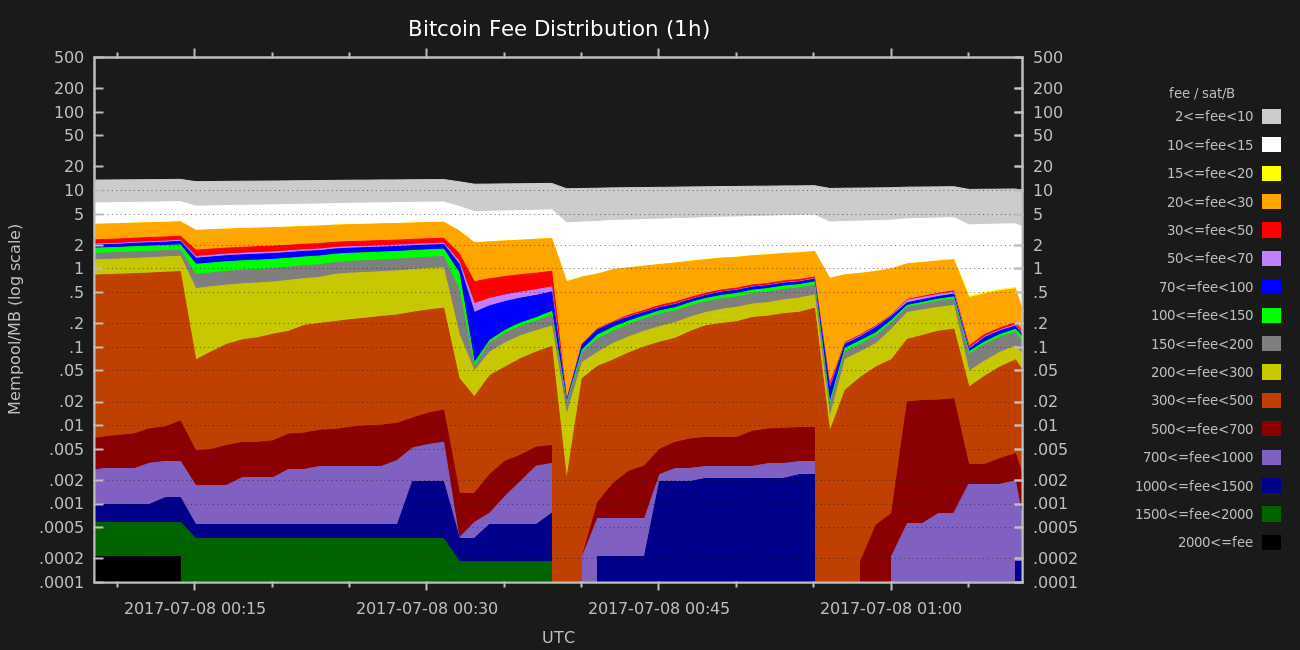 Bitcoin Fee Distribution (1h)
500 500
200 200
100 100
50 50
20 20
10 10
5 5
2 2
1 1
.5 .5
.2 .2
.1 .1
.05 .05
.02 .02
.01 .01
.005 .005
.002 .002
.001 .001
.0005 .0005
.0002 .0002
.0001 .0001
Mempool/MB (log scale)
2017-07-08 00:15 2017-07-08 00:30 2017-07-08 00:45 2017-07-08 01:00
UTC
fee / sat/B
2<=fee<10
10<=fee<15
15<=fee<20
20<=fee<30
30<=fee<50
50<=fee<70
70<=fee<100
100<=fee<150
150<=fee<200
200<=fee<300
300<=fee<500
500<=fee<700
700<=fee<1000
1000<=fee<1500
1500<=fee<2000
2000<=fee